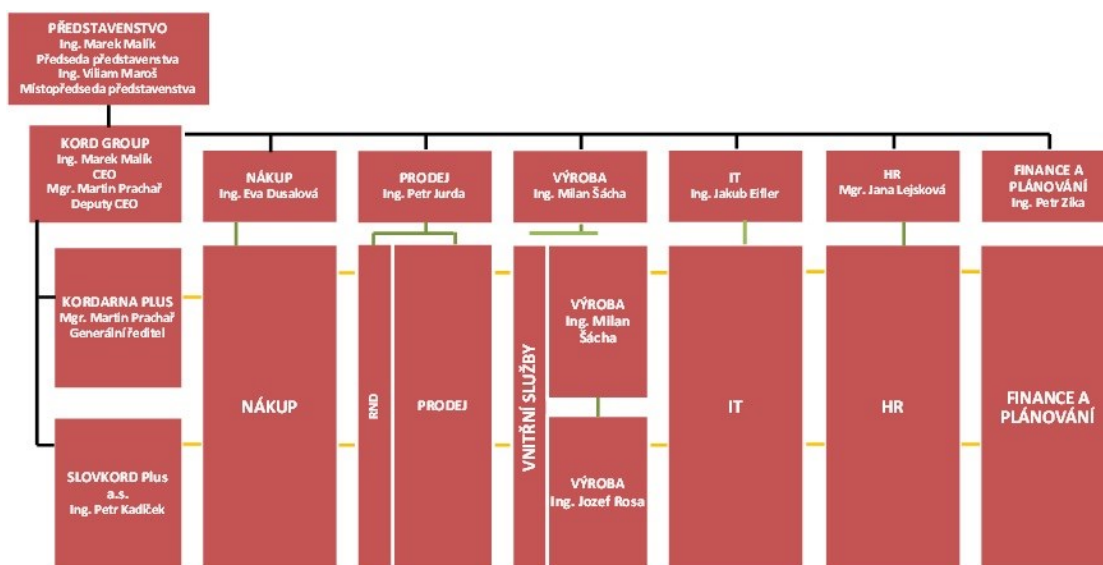 PŘEDSTAVENSTVO
Ing. Marek Malík
Předseda představenstva
Ing. Viliam Maroš
Místopředseda představenstva
KORD GROUP
Ing. Marek Malík
CEO
Mgr. Martin Prachař
Deputy CEO
NÁKUP
Ing. Eva Dusalová
PRODEJ
Ing. Petr Jurda
VÝROBA
Ing. Milan Šácha
IT
Ing. Jakub Eifler
HR
Mgr. Jana Lejsková
FINANCE A
PLÁNOVÁNÍ
Ing. Petr Zika
KORDARNA PLUS
Mgr. Martin Prachař
Generální ředitel
SLOVKORD Plus
a.s.
Ing. Petr Kadlček
NÁKUP
RND
PRODEJ
VNITŘNÍ SLUŽBY
VÝROBA
Ing. Milan
Šácha
VÝROBA
Ing. Jozef Rosa
IT
HR
FINANCE A
PLÁNOVÁNÍ